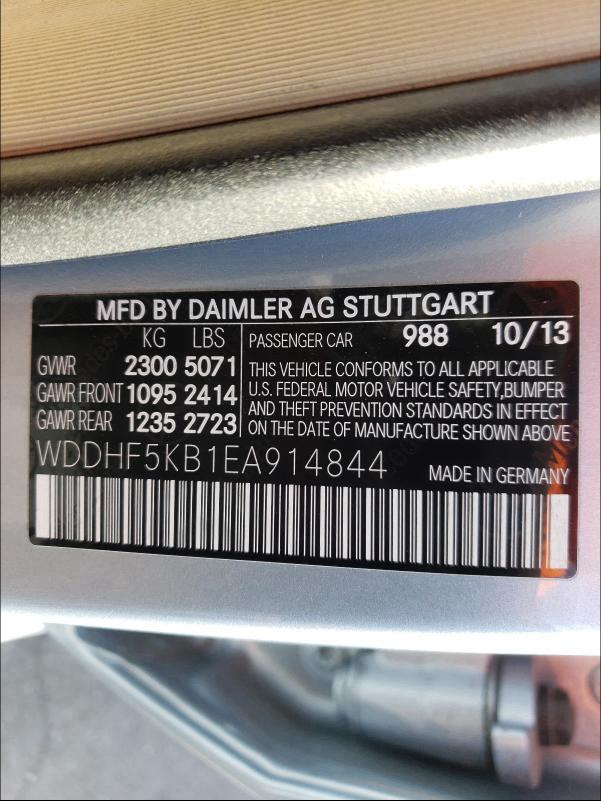 MFD BY DAIMLER AG STUTTGART
KG LBS
GVWR 2300 5071
GAWR FRONT 1095 2414
GAWR REAR 1235 2723
PASSENGER CAR 988 10/13
THIS VEHICLE CONFORMS TO ALL APPLICABLE
U.S. FEDERAL MOTOR VEHICLE SAFETY,BUMPER
AND THEFT PREVENTION STANDARDS IN EFFECT
ON THE DATE OF MANUFACTURE SHOWN ABOVE
WDDHF5KB1EA914844
MADE IN GERMANY